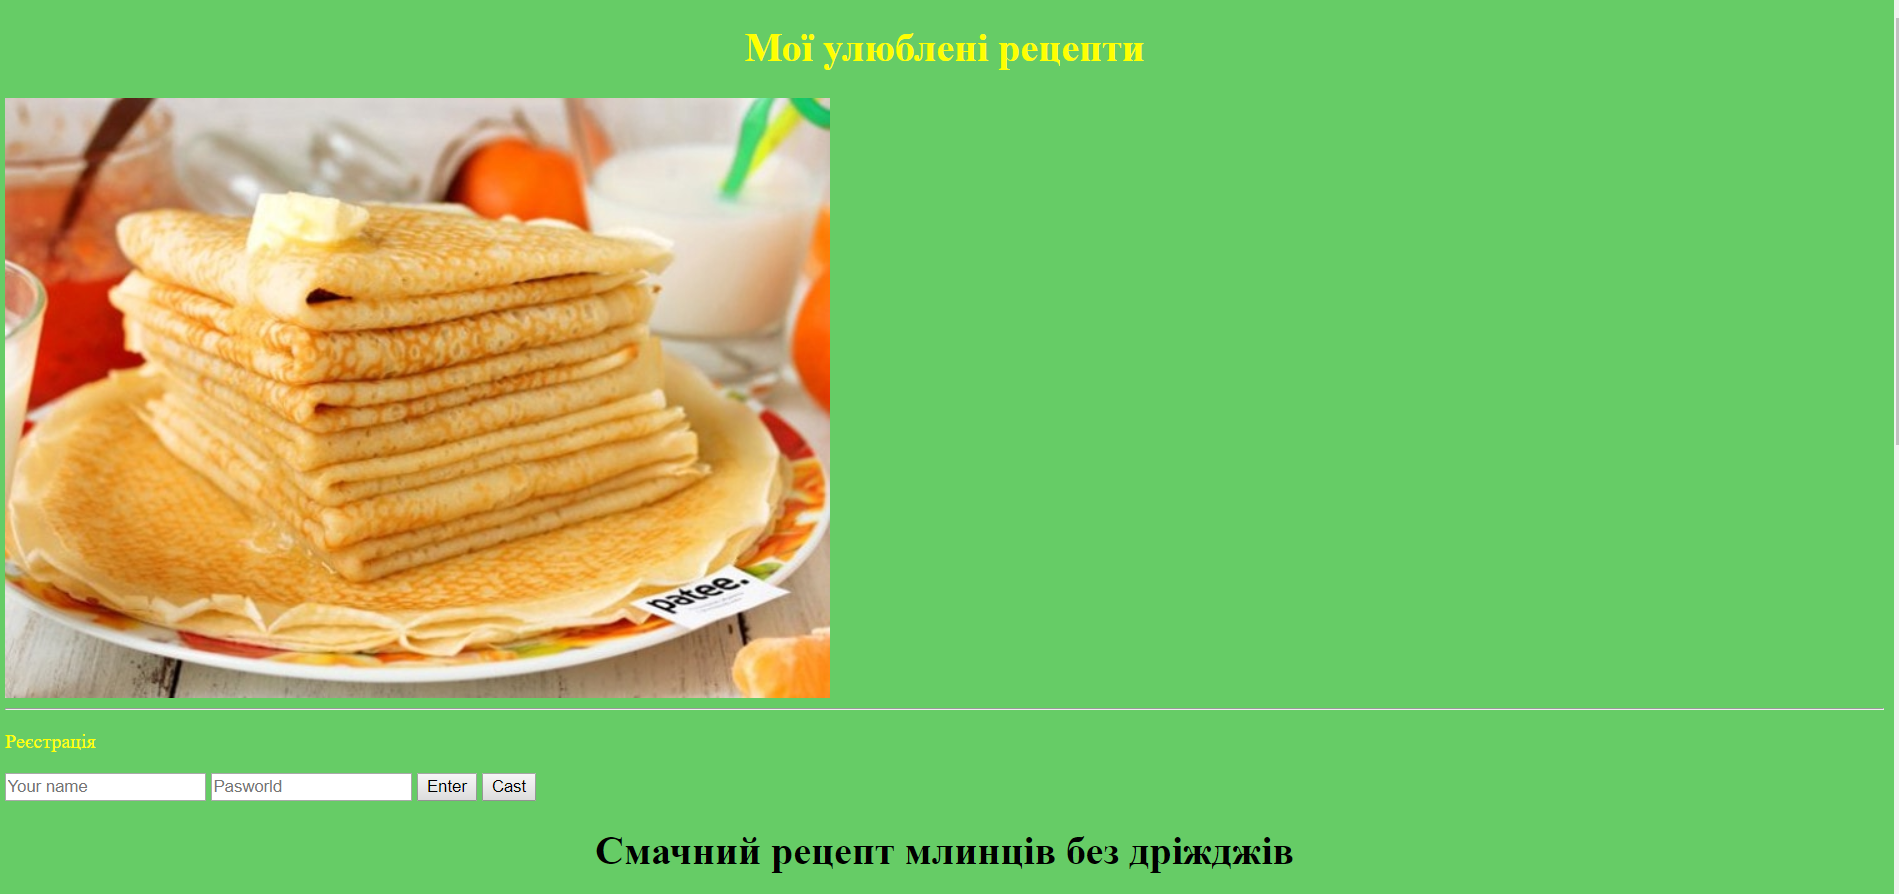 Мої улюблені рецепти
patee.
Реєстрація
Your name Pasworld Enter Cast
Смачний рецепт млинців без дріжджів